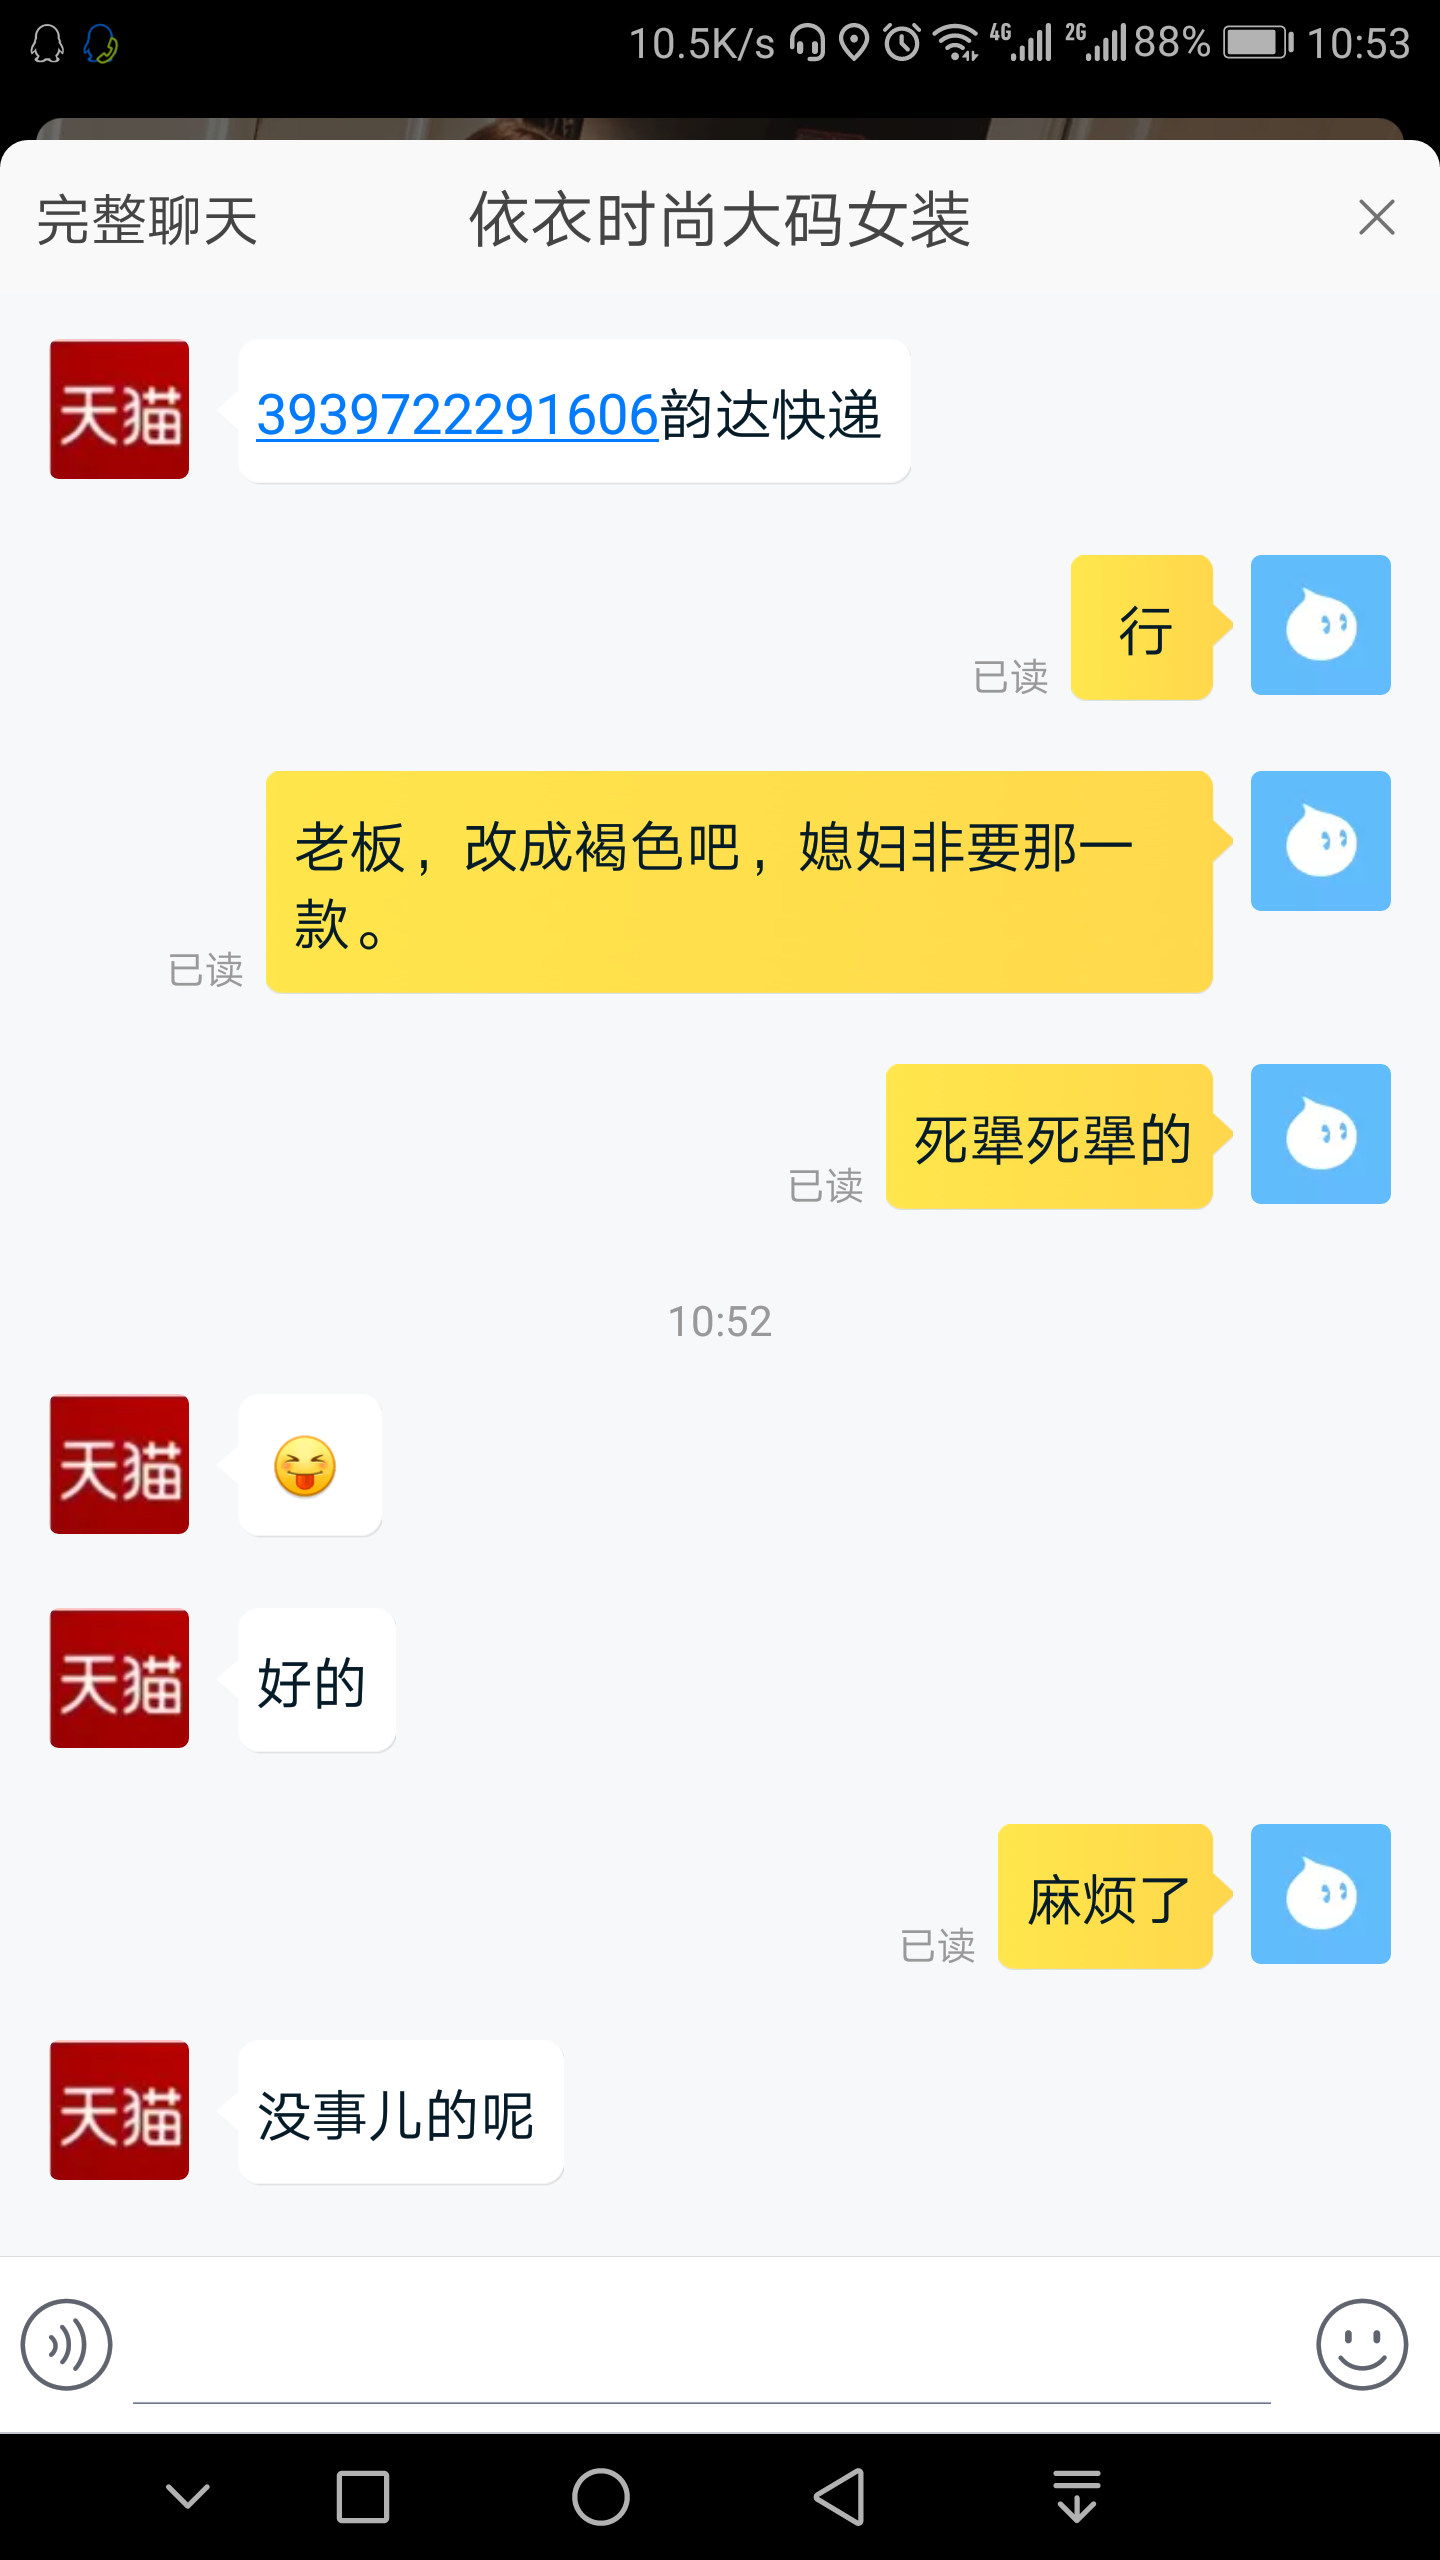 10.5K/s 4G 2G 88% 10:53
完整聊天 依衣时尚大码女装
天猫
3939722291606韵达快递
行
已读
老板，改成褐色吧，媳妇非要那一
款。
已读
死犟死犟的
已读
10:52
天猫
天猫
好的
麻烦了
已读
天猫
没事儿的呢